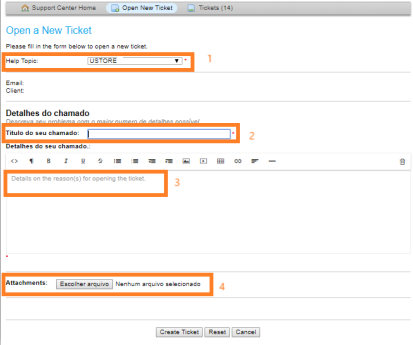 Support Center Home Open New Ticket Tickets (14)
Open a New Ticket
Please fill in the form below to open a new ticket.
Help Topic: USTORE * 1
Email:
Client:
Detalhes do chamado
Descreva seu problema com o maior numero de detalhes possível
Titulo do seu chamado: * 2
Detalhes do seu chamado.:
Details on the reason(s) for opening the ticket.
3
*
Attachments: Escolher arquivo Nenhum arquivo selecionado 4
Create Ticket Reset Cancel